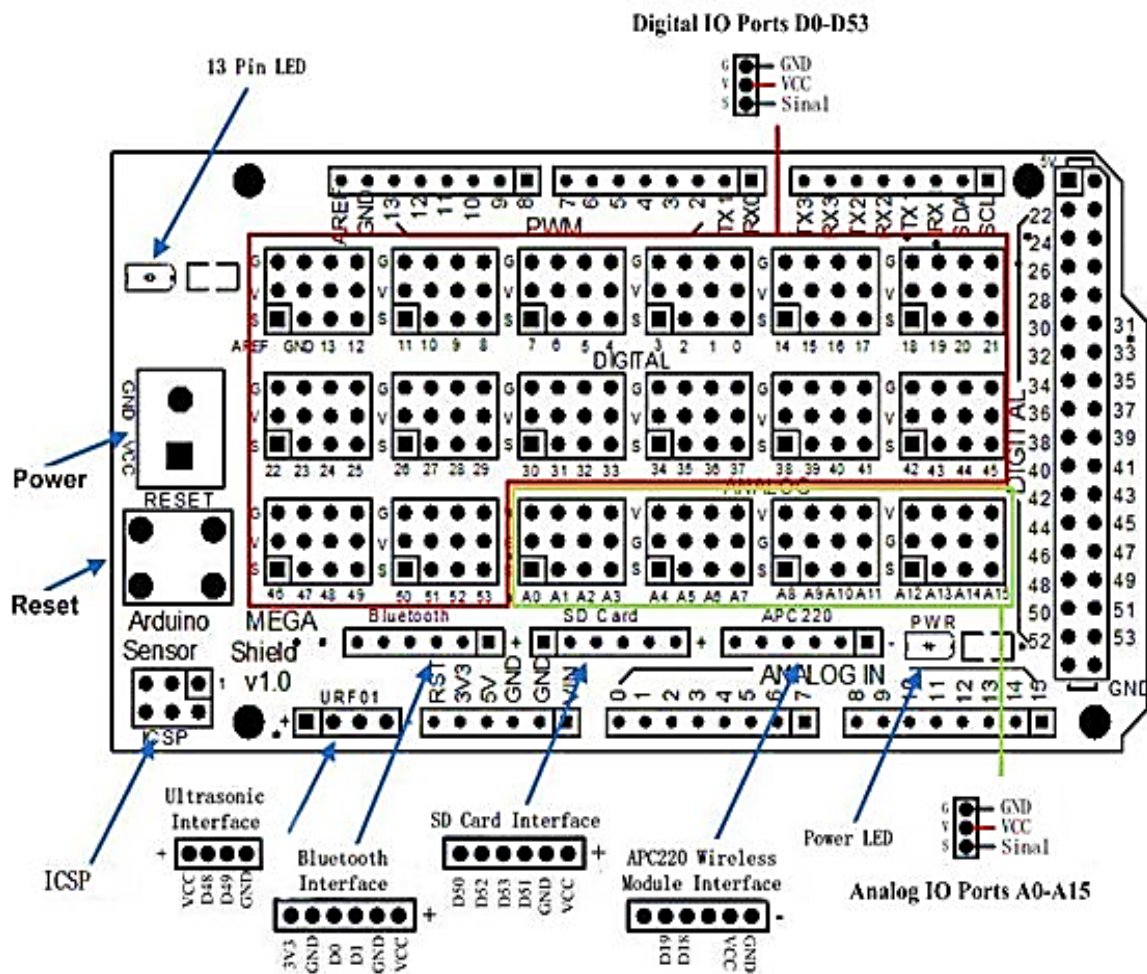 Digital IO Ports D0-D53
13 Pin LED
G GND
V VCC
S Sinal
5V
AREF GND 13 12 11 10 9 8
7 6 5 4 3 2 TX 1 RX0
TX3 RX3 TX2 RX2 TX 1 RX 1 SDA SCL
PWM
22
24
26
28
30 31
32 33
34 35
36 37
38 39
40 41
42 43
44 45
46 47
48 49
50 51
52 53
GND
DIGITAL
G G G G G G
V V V V V V
S S S S S S
AREF GND 13 12 11 10 9 8 7 6 5 4 3 2 1 0 14 15 16 17 18 19 20 21
DIGITAL
G G G G G G
V V V V V V
S S S S S S
22 23 24 25 26 27 28 29 30 31 32 33 34 35 36 37 38 39 40 41 42 43 44 45
GND VCC
Power
RESET
ANALOG
G G V V V
V V G G G
S S S S S
46 47 48 49 50 51 52 53 A0 A1 A2 A3 A4 A5 A6 A7 A8 A9 A10 A11 A12 A13 A14 A15
Reset
Arduino MEGA
Sensor Shield
v1.0
Bluetooth +
SD Card +
APC220 -
PWR
RST 3V3 5V GND GND VIN
ANALOG IN
0 1 2 3 4 5 6 7
8 9 10 11 12 13 14 15
1
+ URF01
ICSP
ICSP
Ultrasonic
Interface
+
VCC D48 D49 GND
Bluetooth
Interface
+
3V3 GND D0 D1 GND VCC
SD Card Interface
+
D50 D52 D53 D51 GND VCC
APC220 Wireless
Module Interface
-
D19 D18 VCC GND
Power LED
G GND
V VCC
S Sinal
Analog IO Ports A0-A15